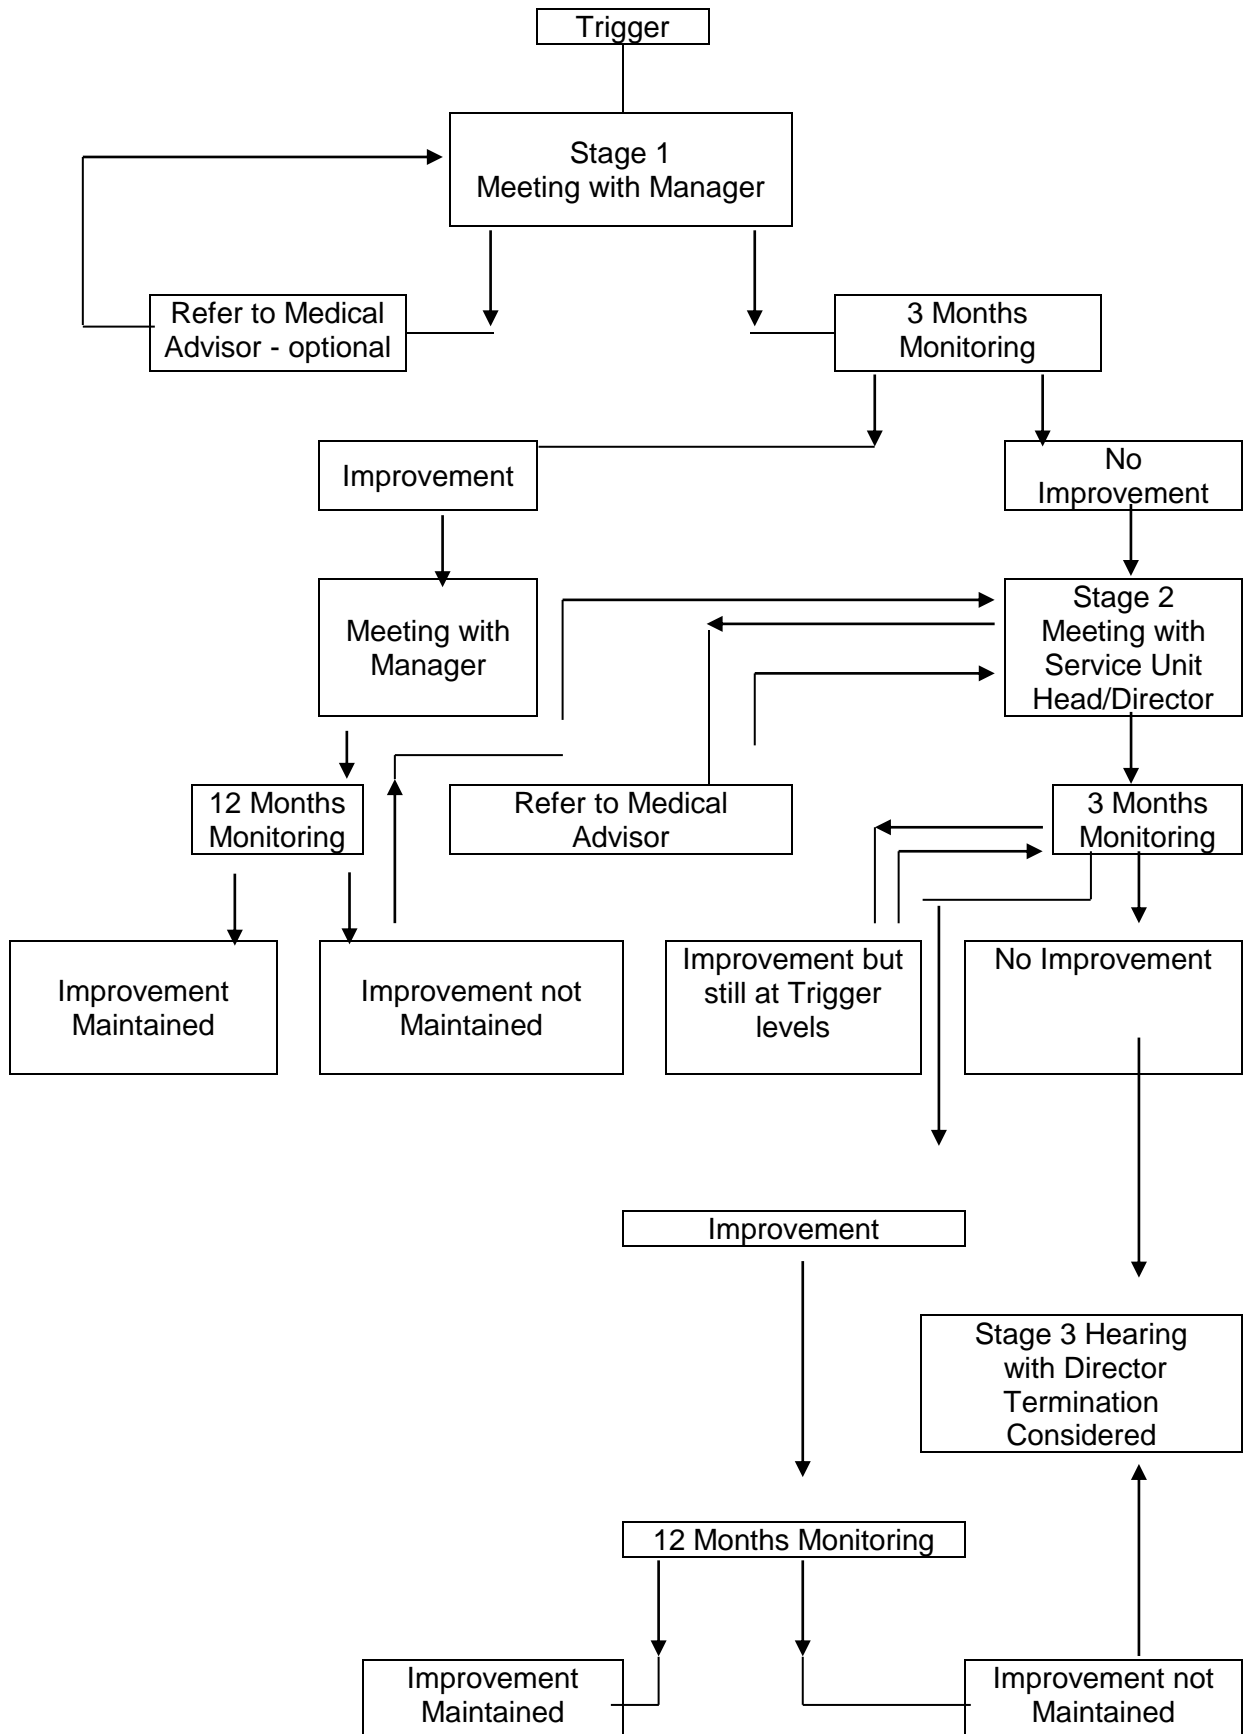 Trigger
Stage 1
Meeting with Manager
Refer to Medical
Advisor - optional
3 Months
Monitoring
Improvement
No
Improvement
Meeting with
Manager
Stage 2
Meeting with
Service Unit
Head/Director
12 Months
Monitoring
Refer to Medical
Advisor
3 Months
Monitoring
Improvement
Maintained
Improvement not
Maintained
Improvement but
still at Trigger
levels
No Improvement
Improvement
Stage 3 Hearing
with Director
Termination
Considered
12 Months Monitoring
Improvement
Maintained
Improvement not
Maintained